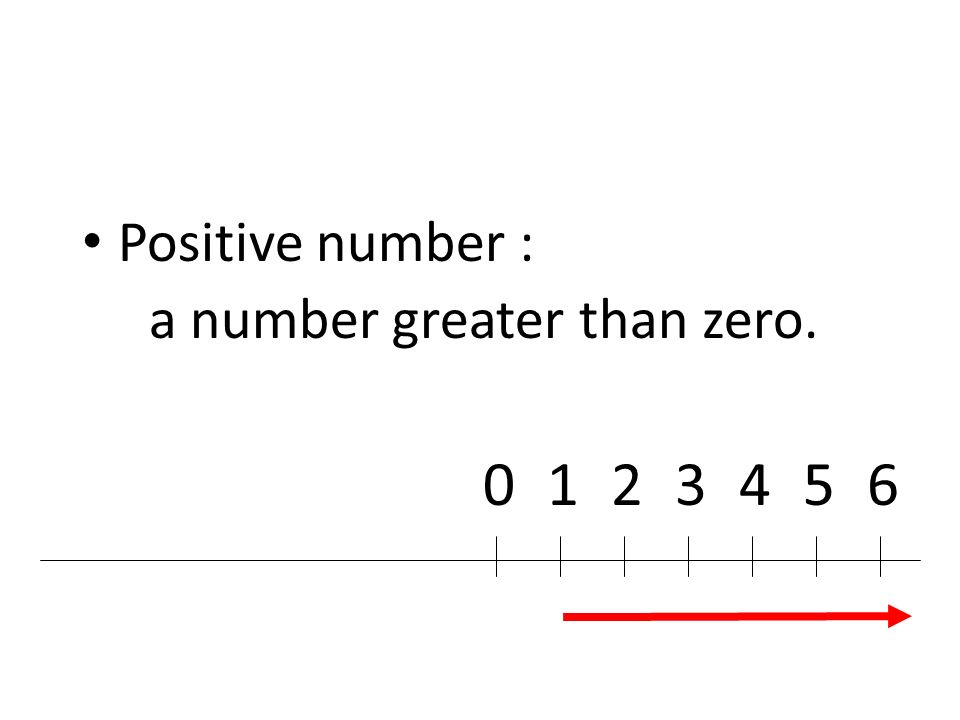 • Positive number :
a number greater than zero.
0 1 2 3 4 5 6